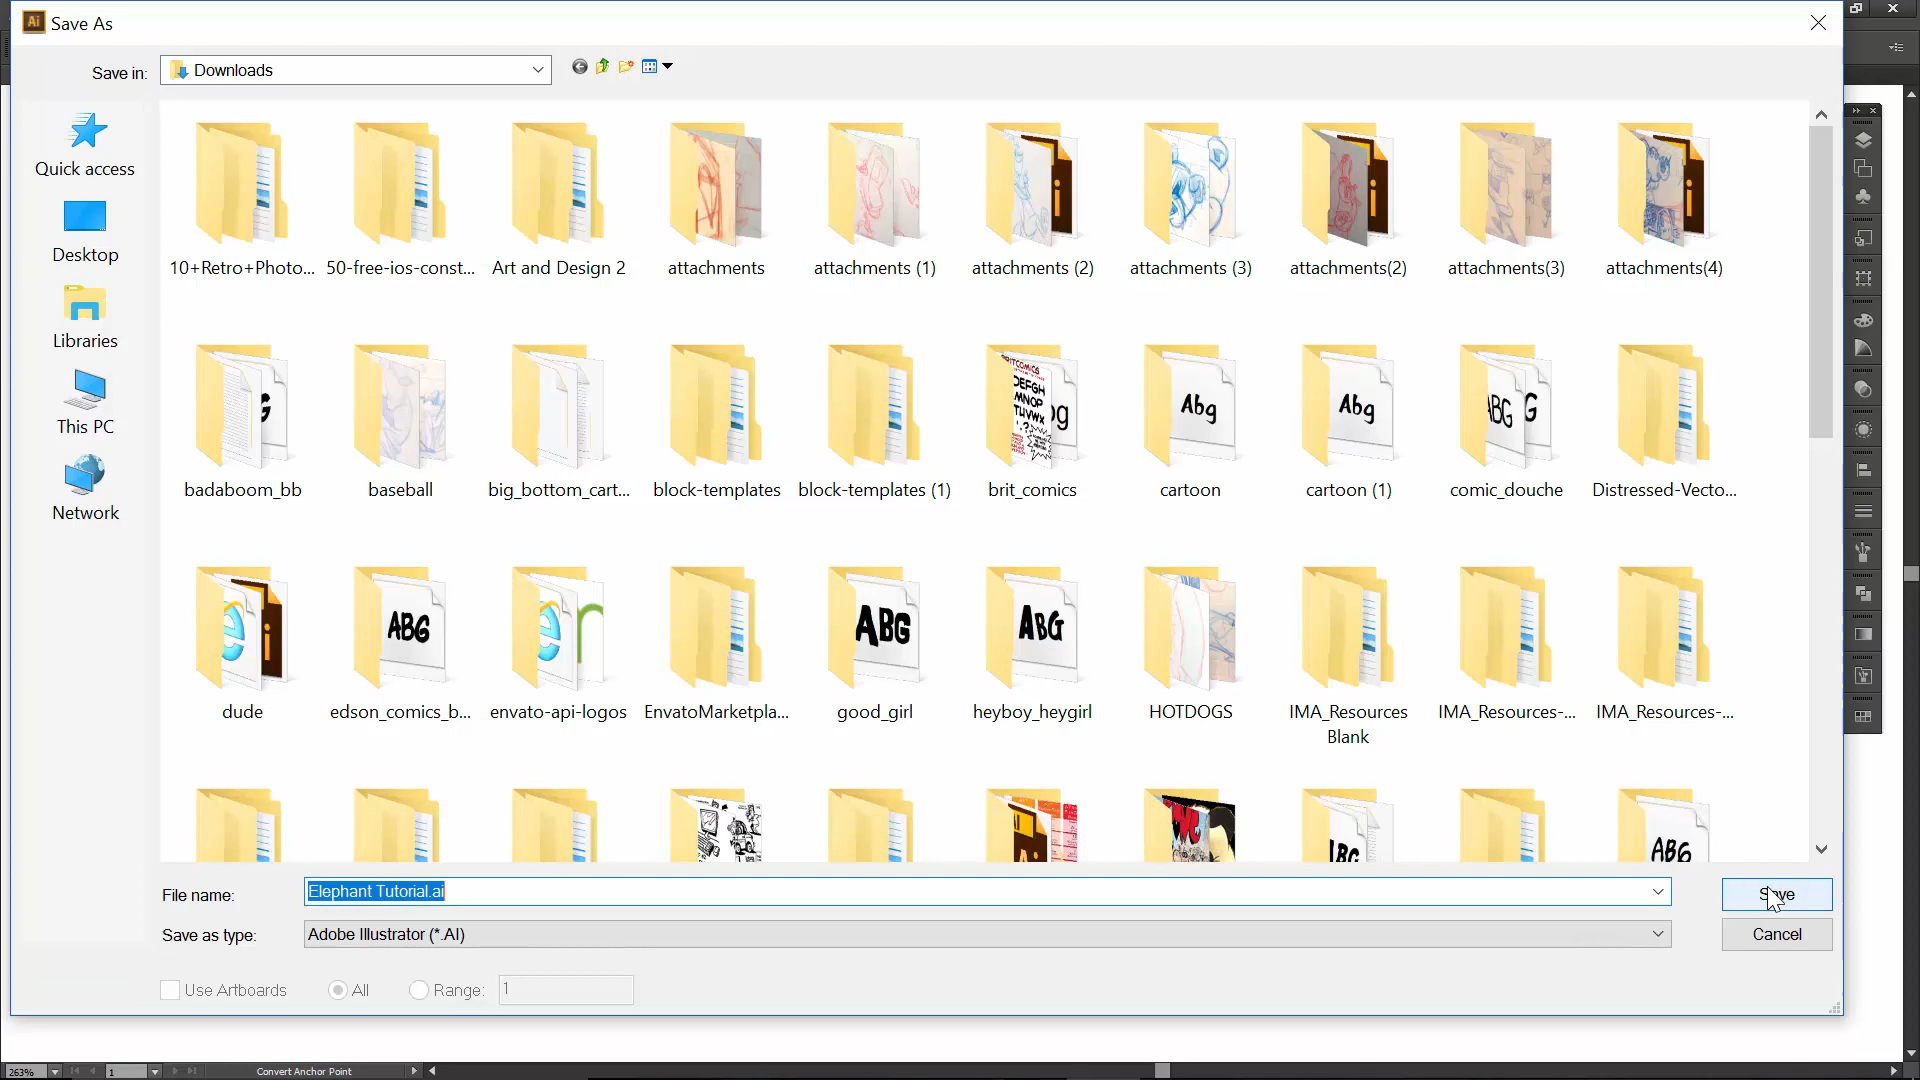 Ai Save As
Save in: Downloads
Quick access
Desktop
Libraries
This PC
Network
10+Retro+Photo... 50-free-ios-const... Art and Design 2 attachments attachments (1) attachments (2) attachments (3) attachments(2) attachments(3) attachments(4)
badaboom_bb baseball big_bottom_cart... block-templates block-templates (1) brit_comics cartoon cartoon (1) comic_douche Distressed-Vecto...
dude edson_comics_b... envato-api-logos EnvatoMarketpla... good_girl heyboy_heygirl HOTDOGS IMA_Resources IMA_Resources-... IMA_Resources-...
Blank
File name: Elephant Tutorial.ai Save
Save as type: Adobe Illustrator (*.AI) Cancel
Use Artboards All Range: 1
263% 1 Convert Anchor Point